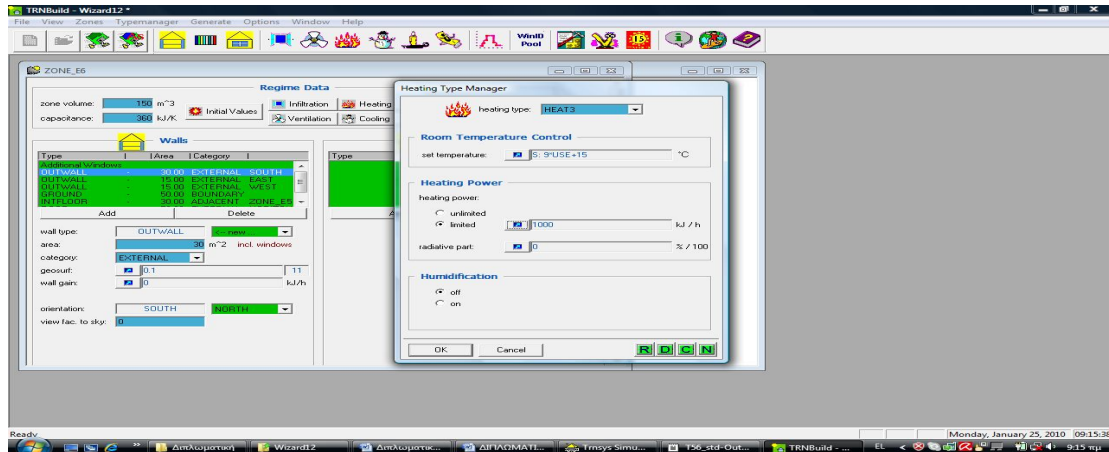 TRNBuild - Wizard12 *
File View Zones Typemanager Generate Options Window Help
WinID Pool
ZONE_E6
Regime Data
zone volume: 150 m^3
capacitance: 360 kJ/K
Initial Values
Infiltration
Heating
Ventilation
Cooling
Walls
Type Area Category
Additional Windows
OUTWALL - 30.00 EXTERNAL SOUTH
OUTWALL - 15.00 EXTERNAL EAST
OUTWALL - 15.00 EXTERNAL WEST
GROUND - 50.00 BOUNDARY
INTFLOOR - 30.00 ADJACENT ZONE_E5
Add Delete
wall type: OUTWALL <-- new
area: 30 m^2 incl. windows
category: EXTERNAL
geosurf: 0.1 11
wall gain: 0 kJ/h
orientation: SOUTH NORTH
view fac. to sky: 0
Type
Heating Type Manager
heating type: HEAT3
Room Temperature Control
set temperature: S: 9*USE+15 °C
Heating Power
heating power:
unlimited
limited 1000 kJ / h
radiative part: 0 % / 100
Humidification
off
on
OK Cancel R D C N
Ready
Monday, January 25, 2010 09:15:38
Διπλωματική
Wizard12
Διπλωματικ...
ΔΙΠΛΩΜΑΤΙ...
Trnsys Simu...
T56_std-Out...
TRNBuild - ...
EL
9:15 πμ